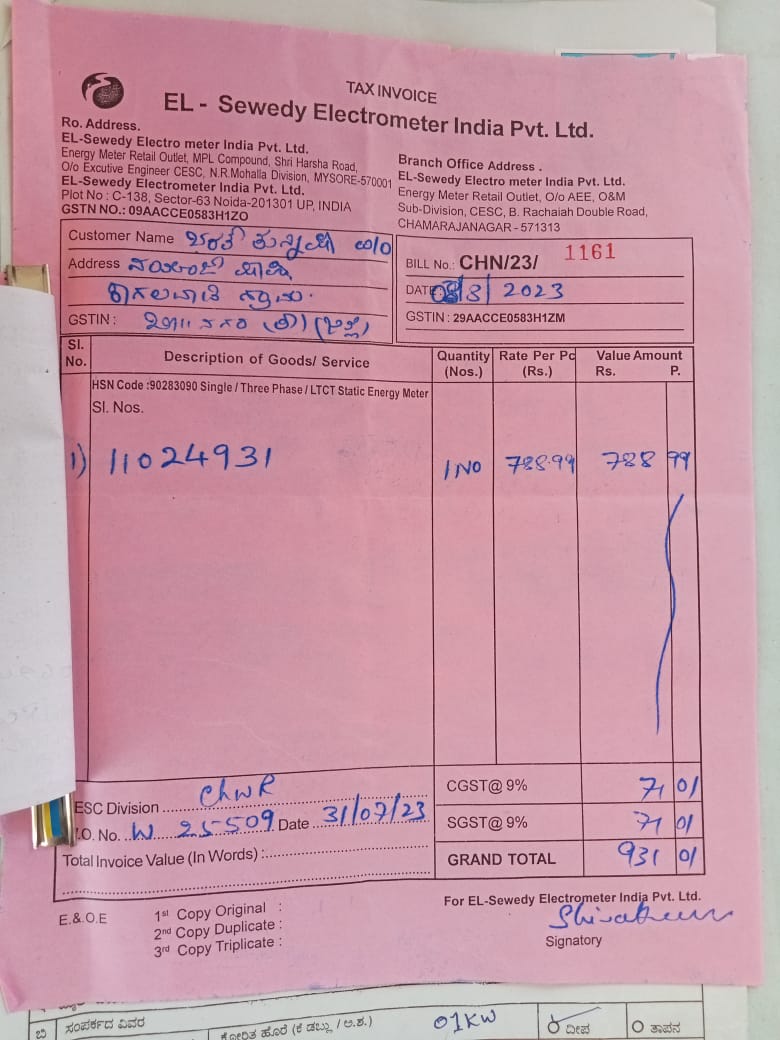 TAX INVOICE
EL - Sewedy Electrometer India Pvt. Ltd.
Ro. Address.
EL-Sewedy Electro meter India Pvt. Ltd.
Energy Meter Retail Outlet, MPL Compound, Shri Harsha Road,
O/o Excutive Engineer CESC, N.R.Mohalla Division, MYSORE-570001
EL-Sewedy Electrometer India Pvt. Ltd.
Plot No : C-138, Sector-63 Noida-201301 UP, INDIA
GSTN NO.: 09AACCE0583H1ZO
Branch Office Address .
EL-Sewedy Electro meter India Pvt. Ltd.
Energy Meter Retail Outlet, O/o AEE, O&M
Sub-Division, CESC, B. Rachaiah Double Road,
CHAMARAJANAGAR - 571313
Customer Name
Address
GSTIN :
BILL No.: CHN/23/ 1161
DATE: 08/8/2023
GSTIN : 29AACCE0583H1ZM
Sl. No. Description of Goods/ Service Quantity (Nos.) Rate Per Pc (Rs.) Value Amount Rs. P.
HSN Code :90283090 Single / Three Phase / LTCT Static Energy Meter
Sl. Nos.
1) 11024931 1 NO 788.99 788 99
CGST@ 9% 71 01
ESC Division Chnr
SGST@ 9% 71 01
.O. No. W 25509 Date 31/07/23
GRAND TOTAL 931 01
Total Invoice Value (In Words) :
For EL-Sewedy Electrometer India Pvt. Ltd.
E.& O.E
1st Copy Original :
2nd Copy Duplicate :
3rd Copy Triplicate :
Signatory
ಬಿ ಸಂಪರ್ಕದ ವಿವರ ಕೋರಿತ ಹೊರೆ (ಕೆ ಡಬ್ಲು / ಅ.ಶ.) 01KW ದೀಪ ತಾಪನ